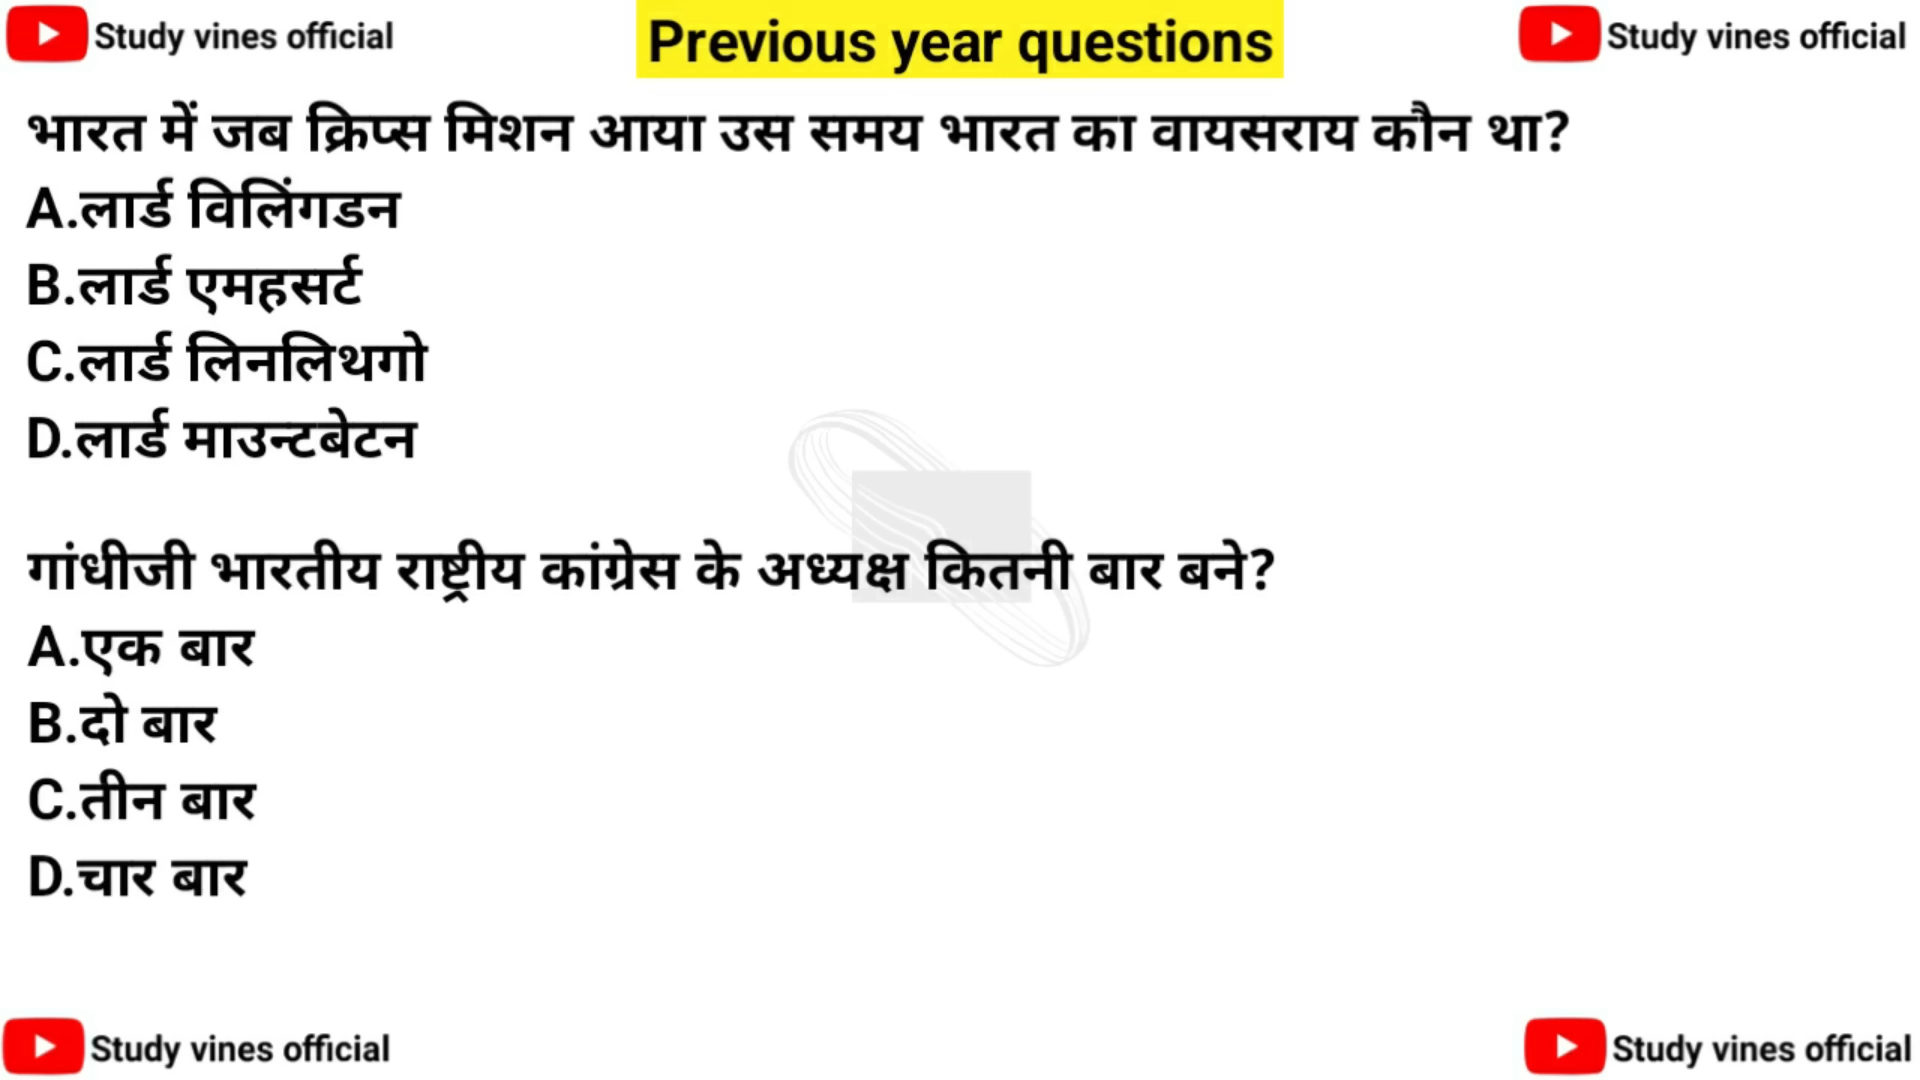 Study vines official
Previous year questions
Study vines official
भारत में जब क्रिप्स मिशन आया उस समय भारत का वायसराय कौन था?
A.लार्ड विलिंगडन
B.लार्ड एमहसर्ट
C.लार्ड लिनलिथगो
D.लार्ड माउन्टबेटन
गांधीजी भारतीय राष्ट्रीय कांग्रेस के अध्यक्ष कितनी बार बने?
A.एक बार
B.दो बार
C.तीन बार
D.चार बार
Study vines official
Study vines official